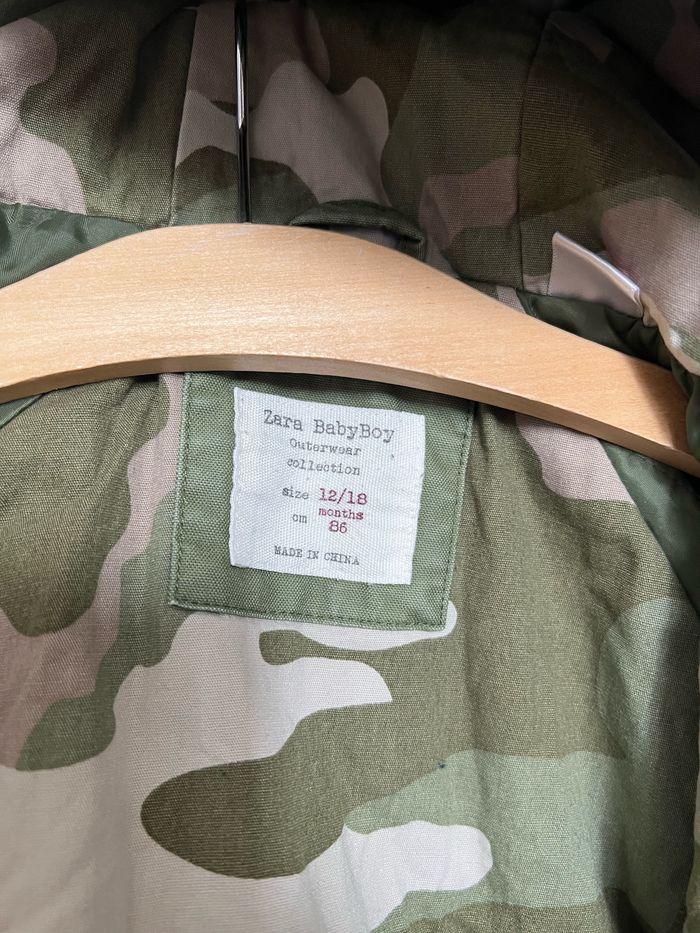 Zara BabyBoy
Outerwear
collection
size 12/18
months
cm 86
MADE IN CHINA